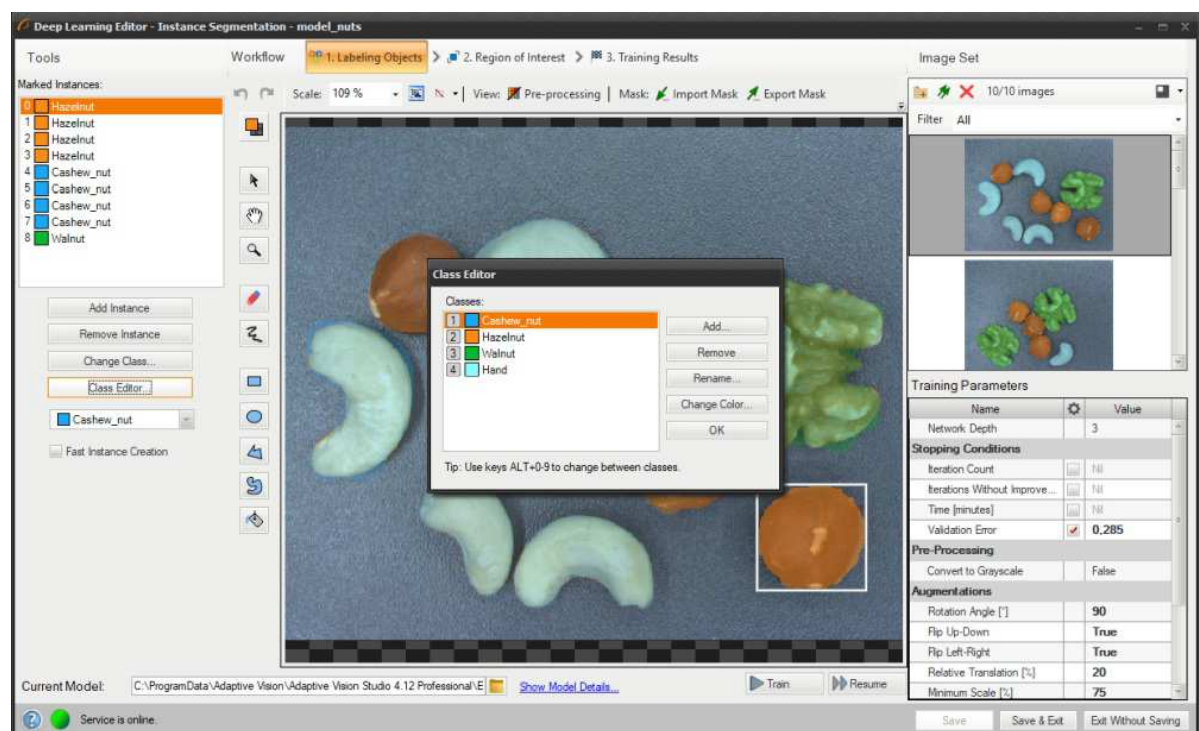 Deep Learning Editor - Instance Segmentation - model_nuts
Tools
Workflow
1. Labeling Objects
2. Region of Interest
3. Training Results
Image Set
Marked Instances:
0 Hazelnut
1 Hazelnut
2 Hazelnut
3 Hazelnut
4 Cashew_nut
5 Cashew_nut
6 Cashew_nut
7 Cashew_nut
8 Walnut
Add Instance
Remove Instance
Change Class...
Class Editor...
Cashew_nut
Fast Instance Creation
Scale: 109 %
View: Pre-processing
Mask: Import Mask Export Mask
Class Editor
Classes:
1 Cashew_nut
2 Hazelnut
3 Walnut
4 Hand
Add...
Remove
Rename...
Change Color...
OK
Tip: Use keys ALT+0-9 to change between classes.
10/10 images
Filter All
Training Parameters
Name Value
Network Depth 3
Stopping Conditions
Iteration Count Nil
Iterations Without Improve... Nil
Time [minutes] Nil
Validation Error 0,285
Pre-Processing
Convert to Grayscale False
Augmentations
Rotation Angle [°] 90
Flip Up-Down True
Flip Left-Right True
Relative Translation [%] 20
Minimum Scale [%] 75
Current Model: C:\ProgramData\Adaptive Vision\Adaptive Vision Studio 4.12 Professional\E
Show Model Details...
Train
Resume
Service is online.
Save
Save & Exit
Exit Without Saving